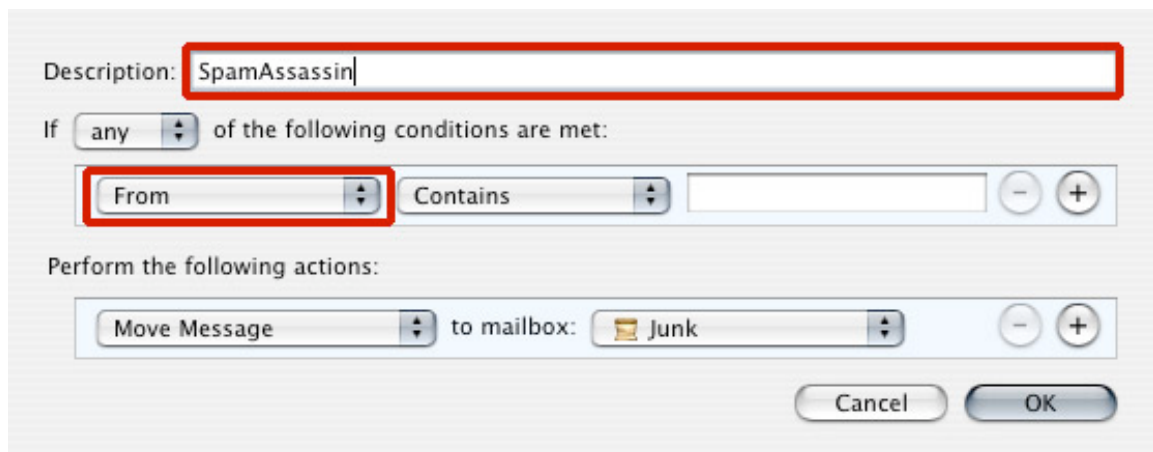 Description: SpamAssassin
If any of the following conditions are met:
From Contains
Perform the following actions:
Move Message to mailbox: Junk
Cancel OK